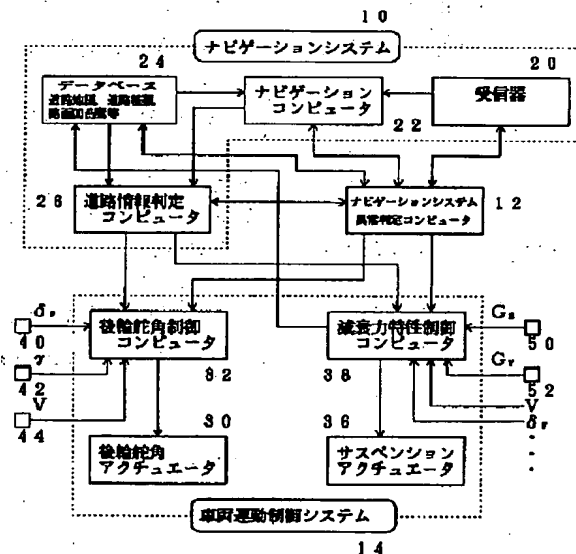 10
ナビゲーションシステム
24
20
データベース
道路地図、道路種類、
路面凹凸度等
ナビゲーション
コンピュータ
受信器
22
26
道路情報判定
コンピュータ
ナビゲーションシステム
異常判定コンピュータ
12
40
42
V
44
後輪舵角制御
コンピュータ
32
減衰力特性制御
コンピュータ
38
50
52
V
30
後輪舵角
アクチュエータ
36
サスペンション
アクチュエータ
車両運動制御システム
14